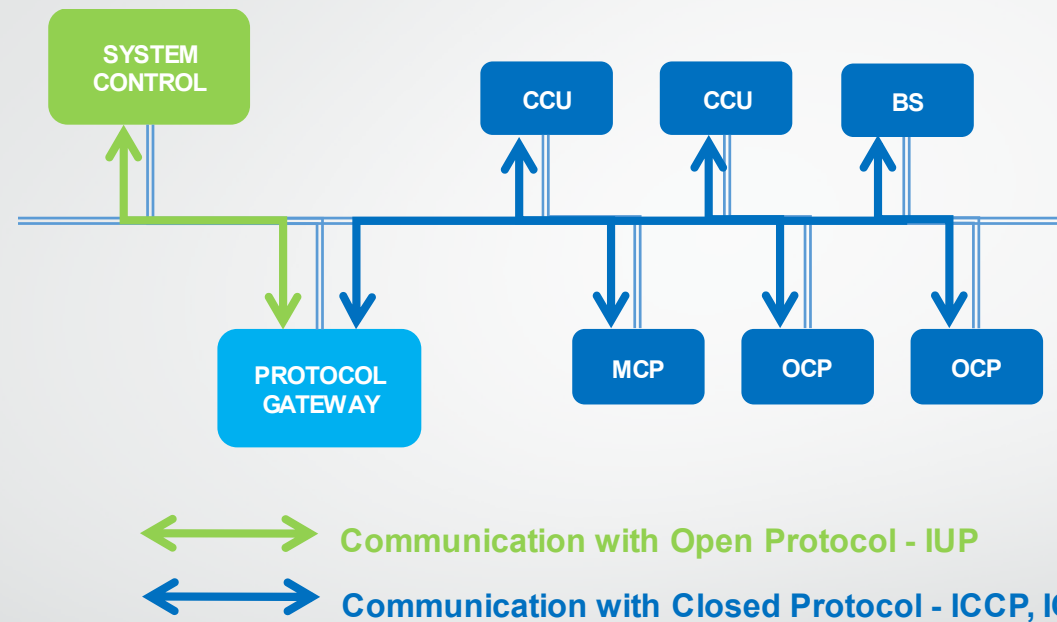 SYSTEM
CONTROL
CCU
CCU
BS
PROTOCOL
GATEWAY
MCP
OCP
OCP
Communication with Open Protocol - IUP
Communication with Closed Protocol - ICCP,